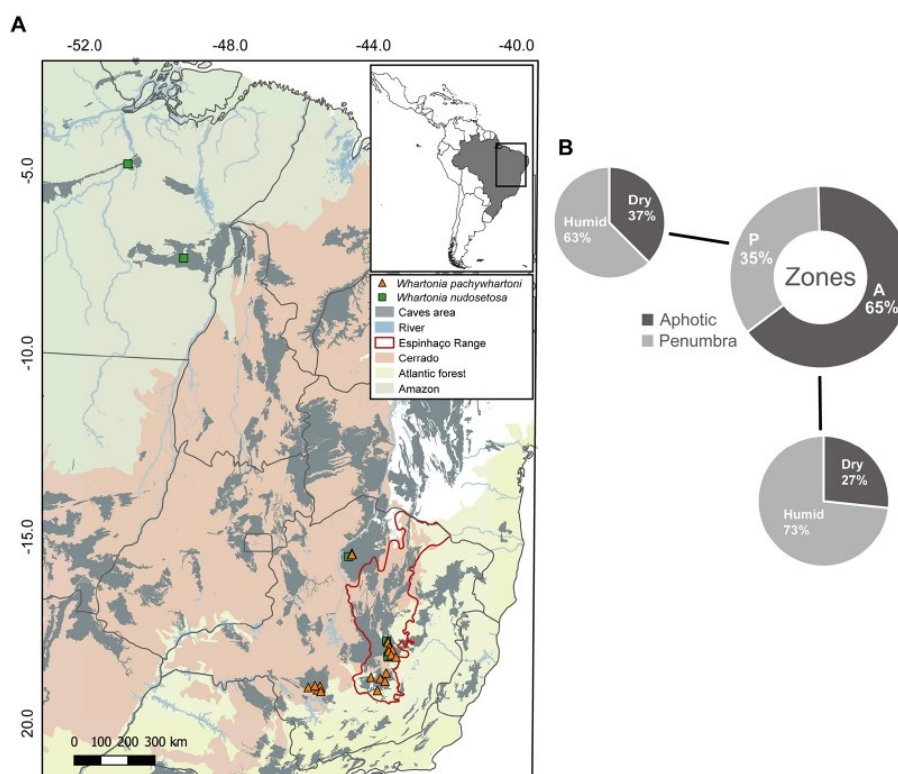 A
-52.0 -48.0 -44.0 -40.0
-5.0
-10.0
-15.0
-20.0
Whartonia pachywhartoni
Whartonia nudosetosa
Caves area
River
Espinhaço Range
Cerrado
Atlantic forest
Amazon
0 100 200 300 km
B
Dry
37%
Humid
63%
P
35%
Zones
A
65%
Aphotic
Penumbra
Dry
27%
Humid
73%